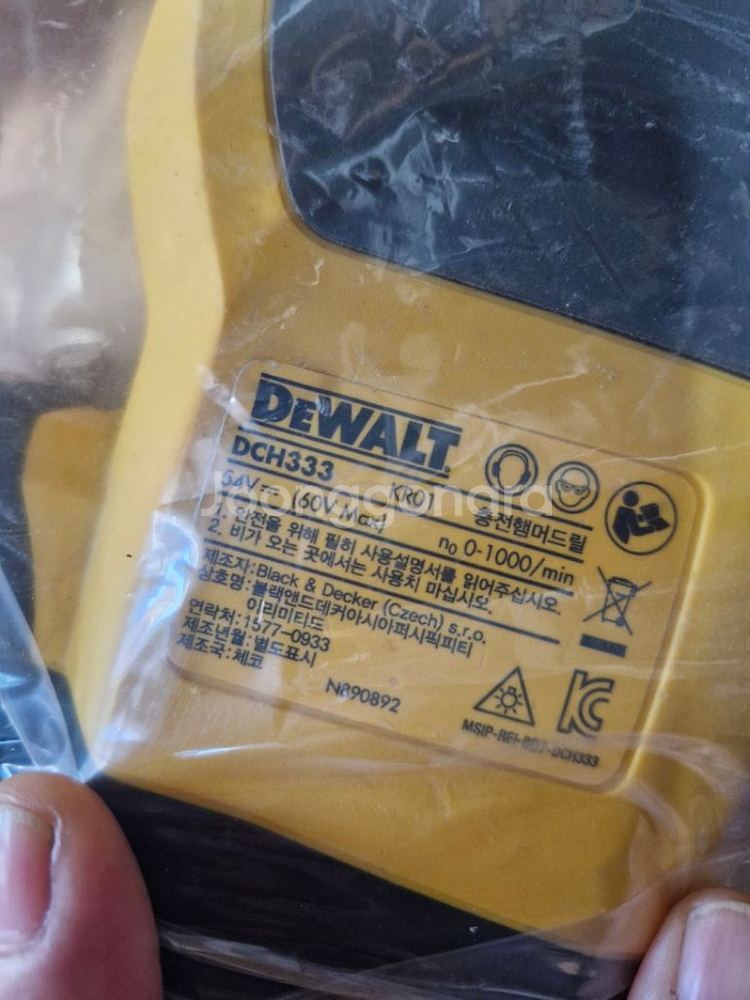 DEWALT
DCH333 KR01 충전햄머드릴
54V (60V Max) n₀ 0-1000/min
1. 안전을 위해 필히 사용설명서를 읽어주십시오.
2. 비가 오는 곳에서는 사용치 마십시오.
제조자: Black & Decker (Czech) s.r.o.
상호명: 블랙앤드데커아시아퍼시픽피티
이리미티드
연락처: 1577-0933
제조년월: 별도표시
제조국: 체코
N890892
MSIP-REI-BD7-DCH333
Joonggonara